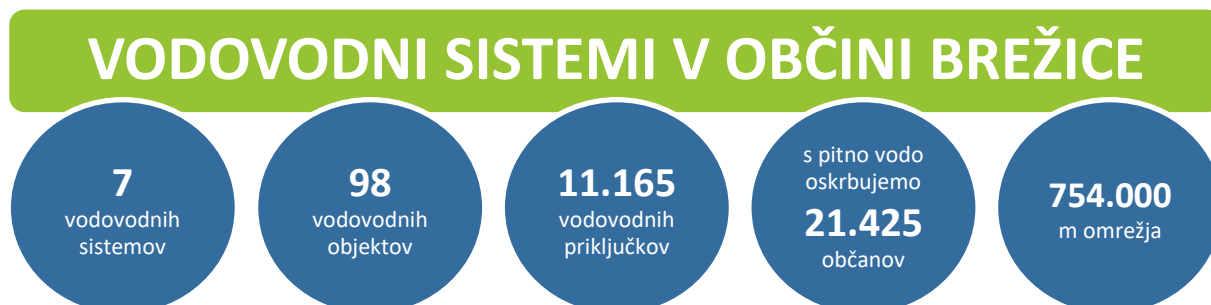 VODOVODNI SISTEMI V OBČINI BREŽICE
7
vodovodnih
sistemov
98
vodovodnih
objektov
11.165
vodovodnih
priključkov
s pitno vodo
oskrbujemo
21.425
občanov
754.000
m omrežja